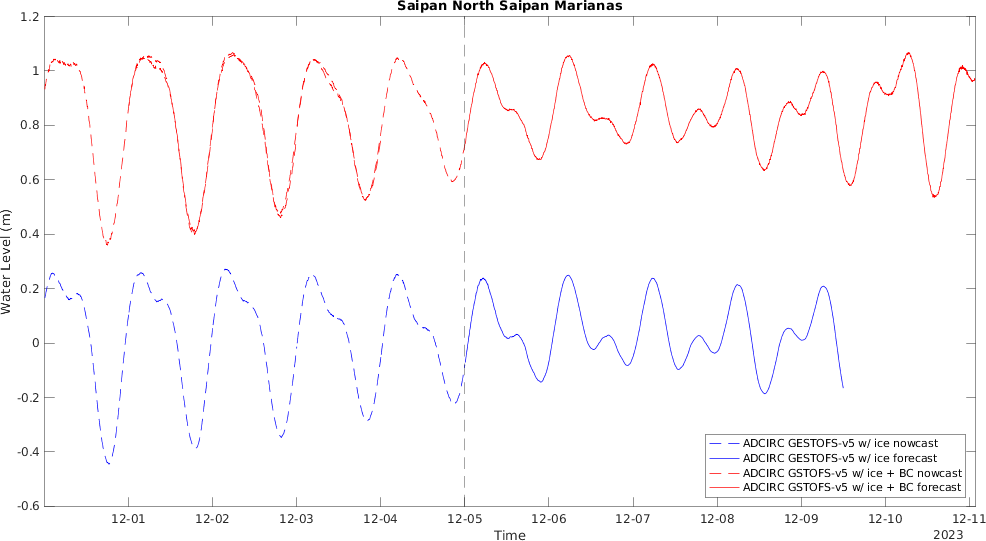 Saipan North Saipan Marianas
Water Level (m)
1.2
1
0.8
0.6
0.4
0.2
0
-0.2
-0.4
-0.6
ADCIRC GESTOFS-v5 w/ ice nowcast
ADCIRC GESTOFS-v5 w/ ice forecast
ADCIRC GSTOFS-v5 w/ ice + BC nowcast
ADCIRC GSTOFS-v5 w/ ice + BC forecast
12-01 12-02 12-03 12-04 12-05 12-06 12-07 12-08 12-09 12-10 12-11
Time
2023